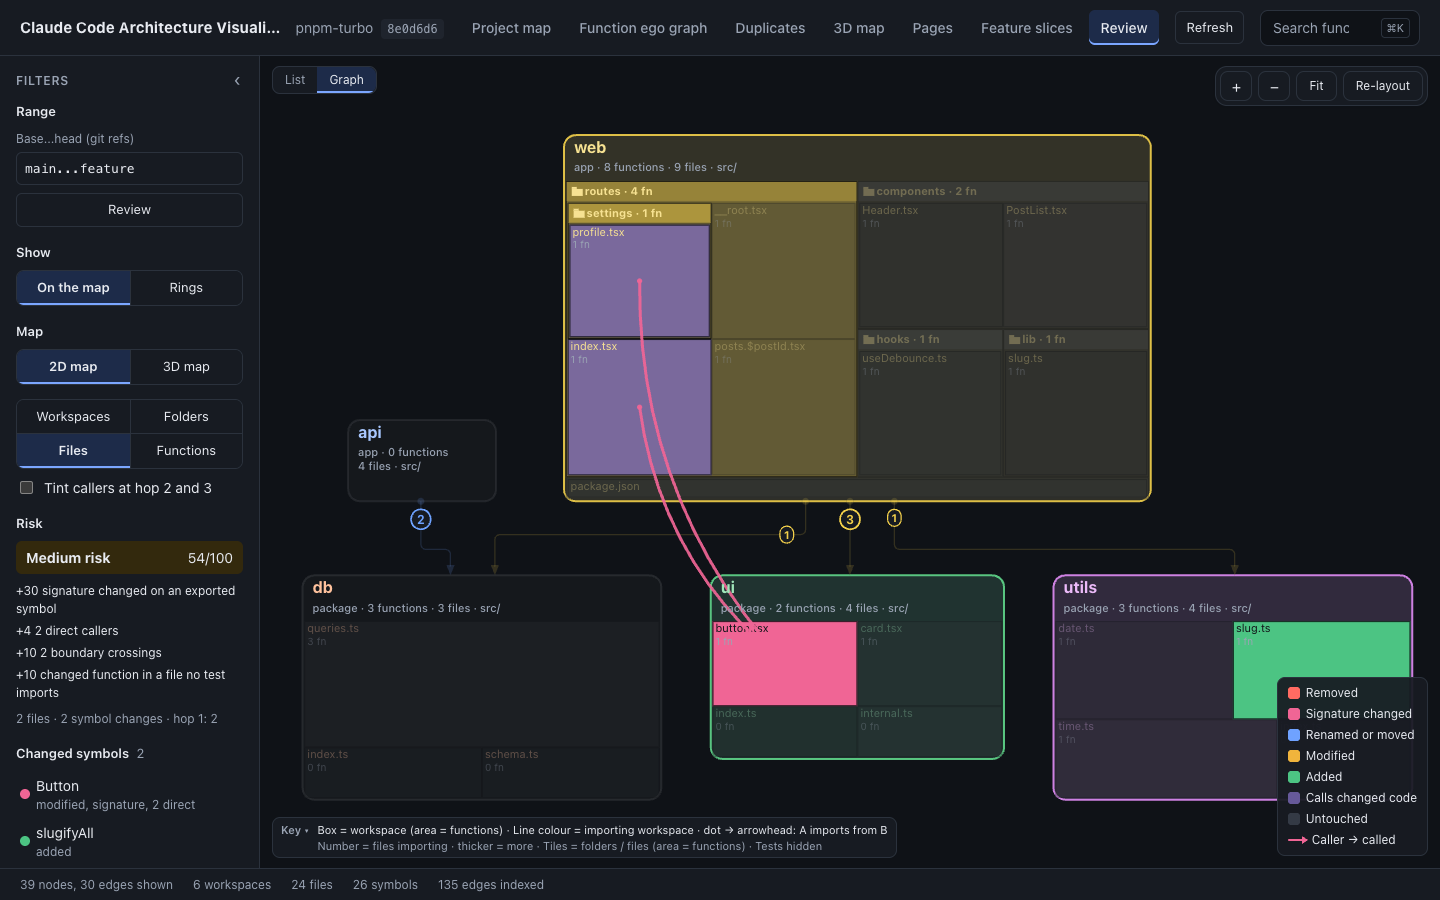 Claude Code Architecture Visuali... pnpm-turbo 8e0d6d6 Project map Function ego graph Duplicates 3D map Pages Feature slices Review Refresh Search func ⌘K
FILTERS
Range
Base...head (git refs)
main...feature
Review
Show
On the map Rings
Map
2D map 3D map
Workspaces Folders
Files Functions
Tint callers at hop 2 and 3
Risk
Medium risk 54/100
+30 signature changed on an exported
symbol
+4 2 direct callers
+10 2 boundary crossings
+10 changed function in a file no test
imports
2 files · 2 symbol changes · hop 1: 2
Changed symbols 2
Button
modified, signature, 2 direct
slugifyAll
added
List Graph
+ − Fit Re-layout
web
app · 8 functions · 9 files · src/
routes · 4 fn
components · 2 fn
settings · 1 fn
__root.tsx
1 fn
Header.tsx
1 fn
PostList.tsx
1 fn
profile.tsx
1 fn
index.tsx
1 fn
posts.$postId.tsx
1 fn
hooks · 1 fn
lib · 1 fn
useDebounce.ts
1 fn
slug.ts
1 fn
package.json
api
app · 0 functions
4 files · src/
2
1
3
1
db
package · 3 functions · 3 files · src/
queries.ts
3 fn
index.ts
0 fn
schema.ts
0 fn
ui
package · 2 functions · 4 files · src/
button.tsx
1 fn
card.tsx
1 fn
index.ts
0 fn
internal.ts
0 fn
utils
package · 3 functions · 4 files · src/
date.ts
1 fn
slug.ts
1 fn
time.ts
1 fn
Removed
Signature changed
Renamed or moved
Modified
Added
Calls changed code
Untouched
Caller → called
Key ▾ Box = workspace (area = functions) · Line colour = importing workspace · dot → arrowhead: A imports from B
Number = files importing · thicker = more · Tiles = folders / files (area = functions) · Tests hidden
39 nodes, 30 edges shown 6 workspaces 24 files 26 symbols 135 edges indexed